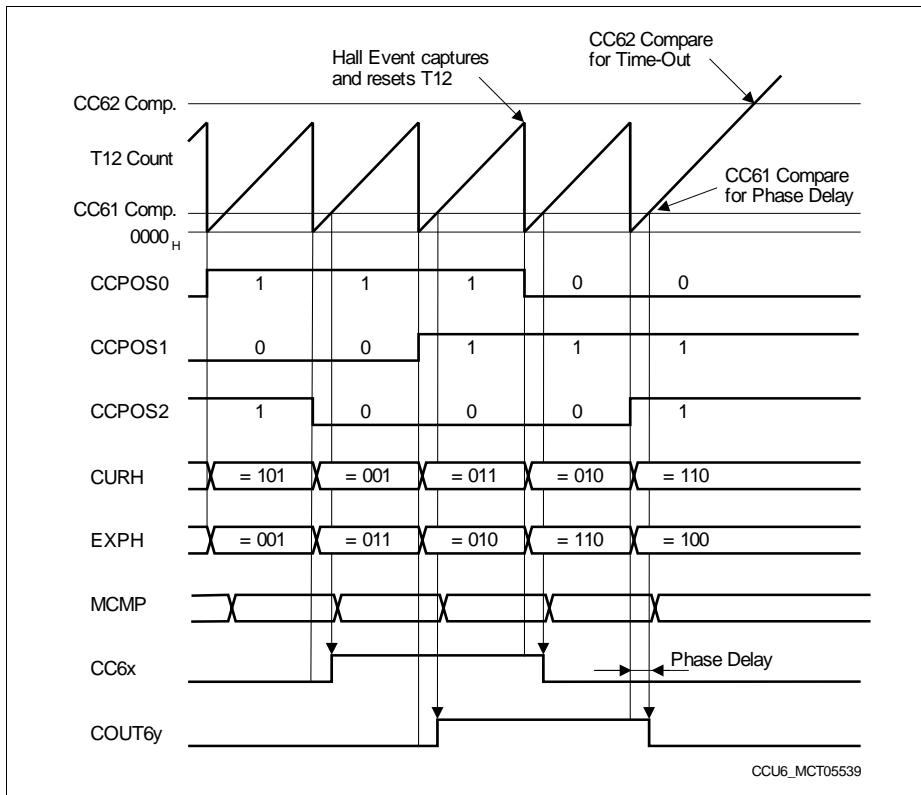 CC62 Compare
for Time-Out
Hall Event captures
and resets T12
CC62 Comp.
T12 Count
CC61 Compare
for Phase Delay
CC61 Comp.
0000 H
CCPOS0 1 1 1 0 0
CCPOS1 0 0 1 1 1
CCPOS2 1 0 0 0 1
CURH = 101 = 001 = 011 = 010 = 110
EXPH = 001 = 011 = 010 = 110 = 100
MCMP
CC6x
Phase Delay
COUT6y
CCU6_MCT05539